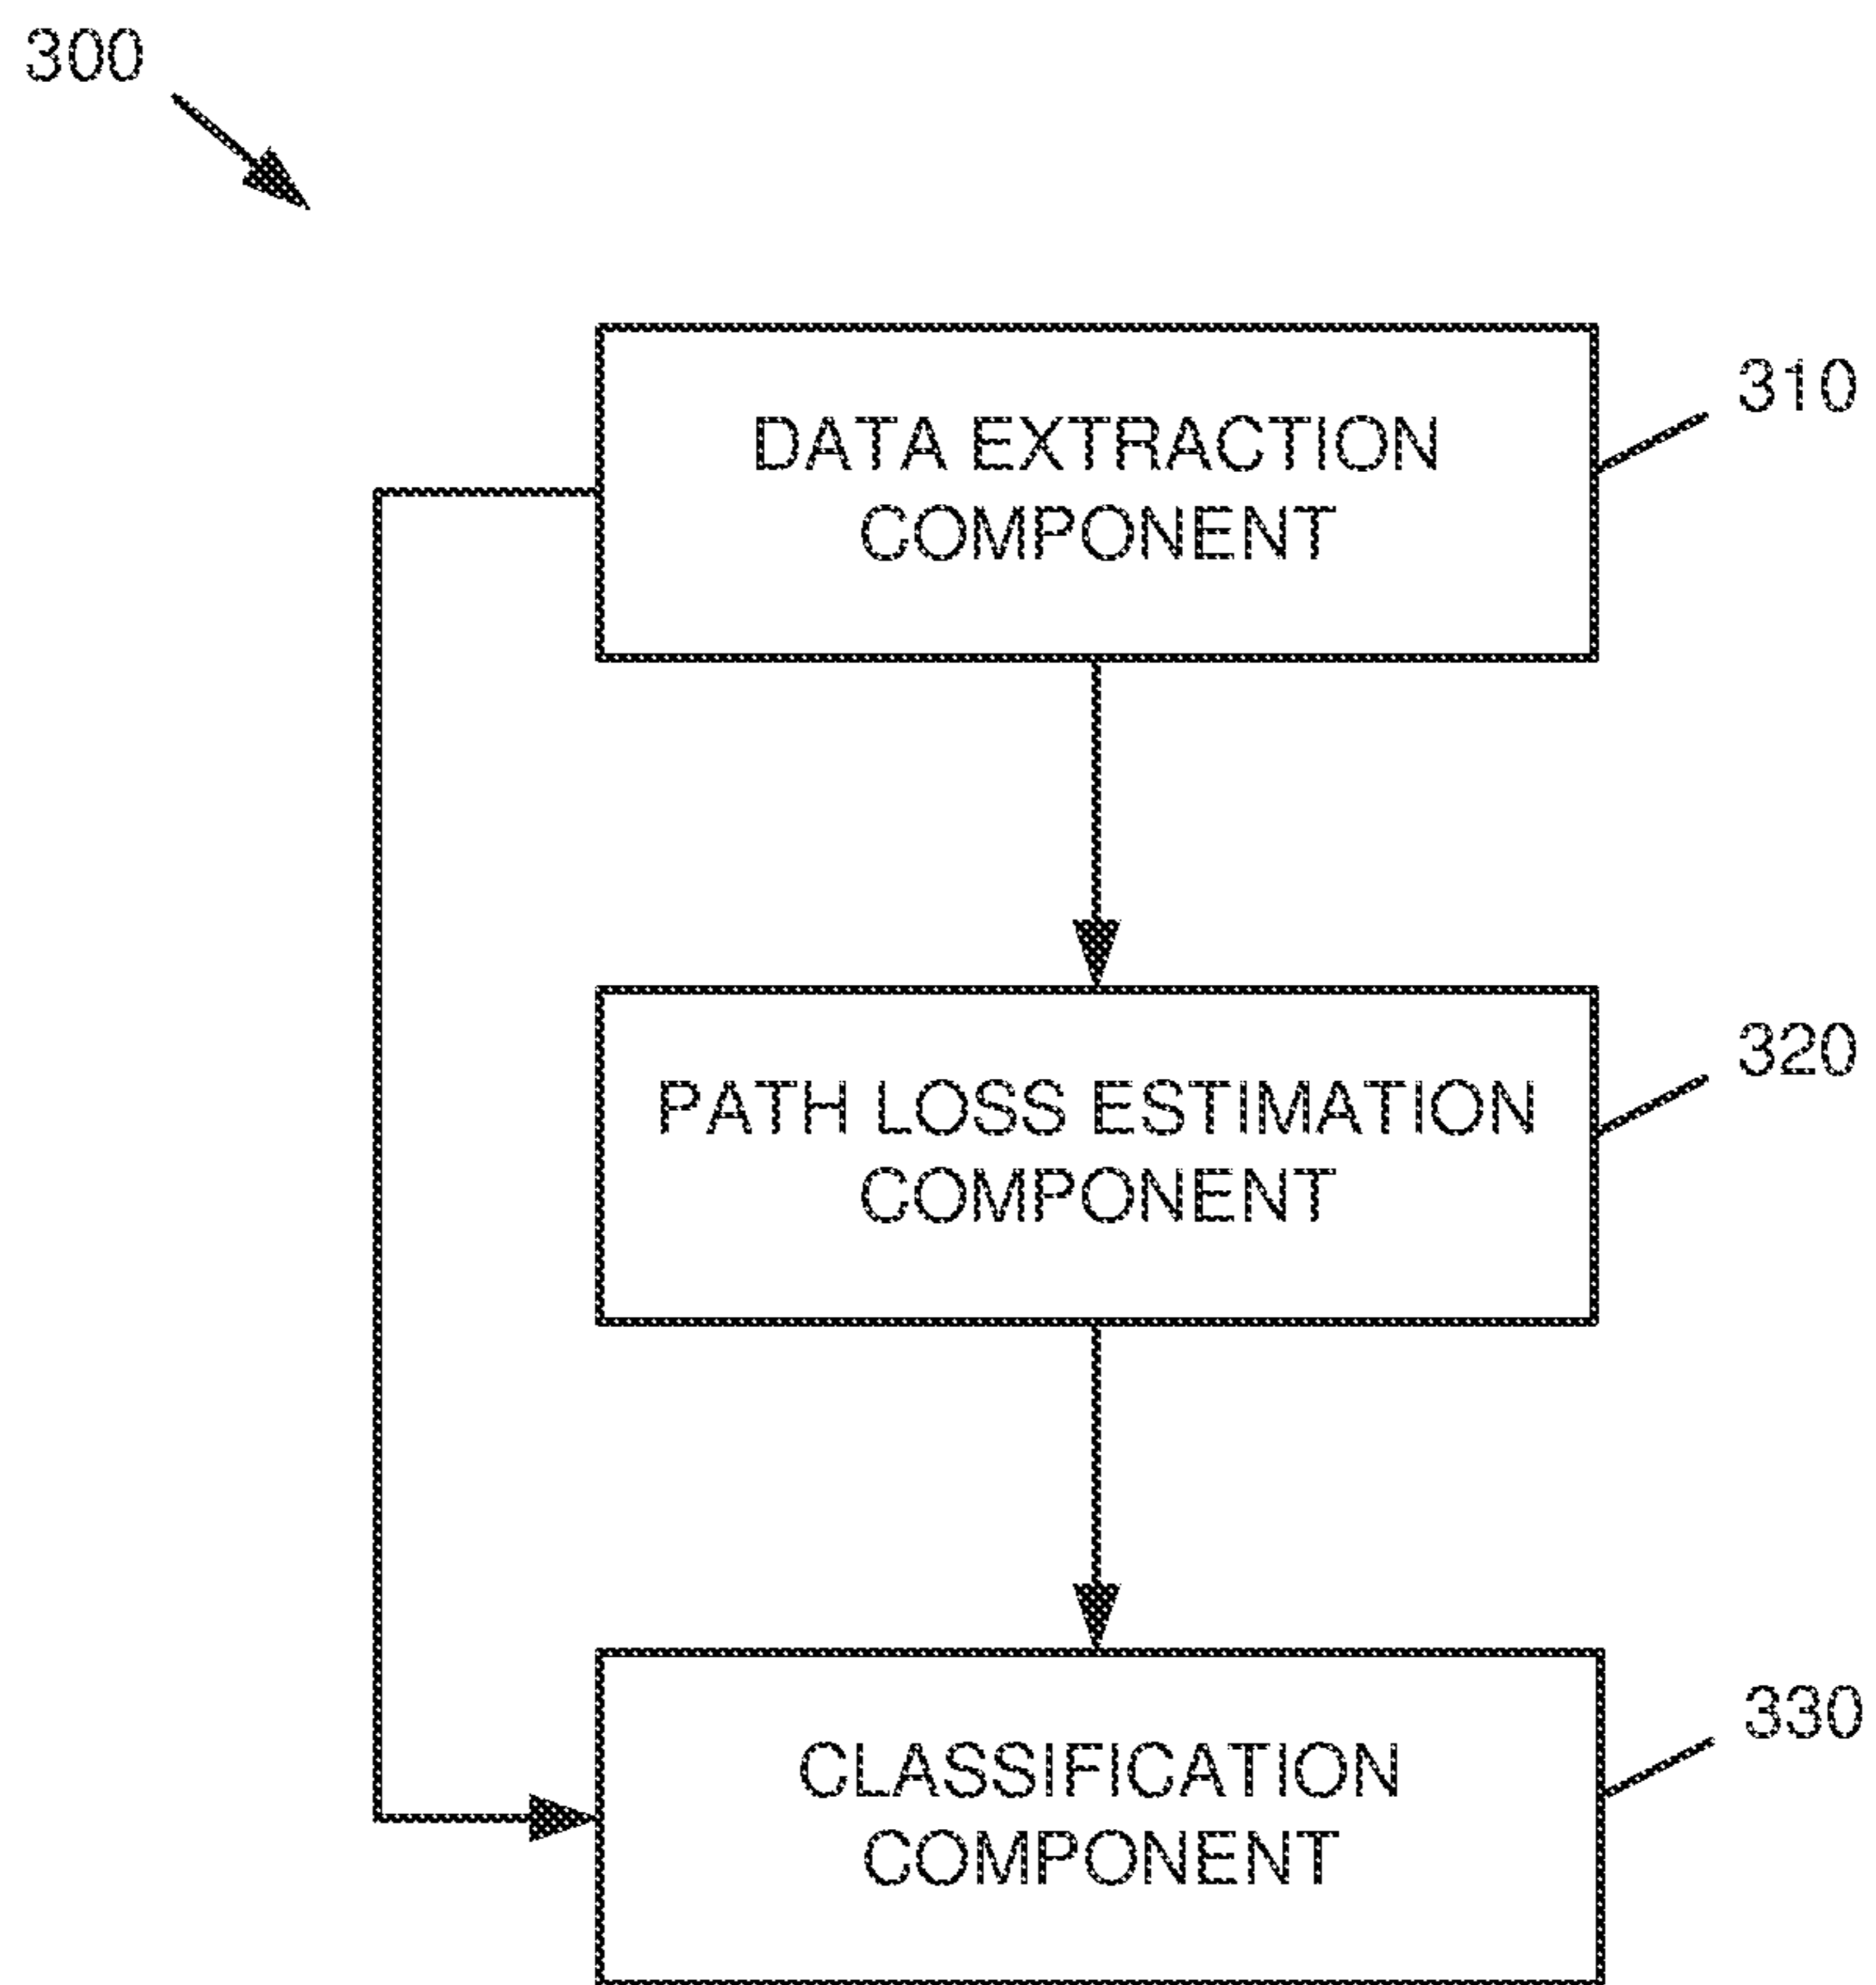 300
310
DATA EXTRACTION
COMPONENT
320
PATH LOSS ESTIMATION
COMPONENT
330
CLASSIFICATION
COMPONENT